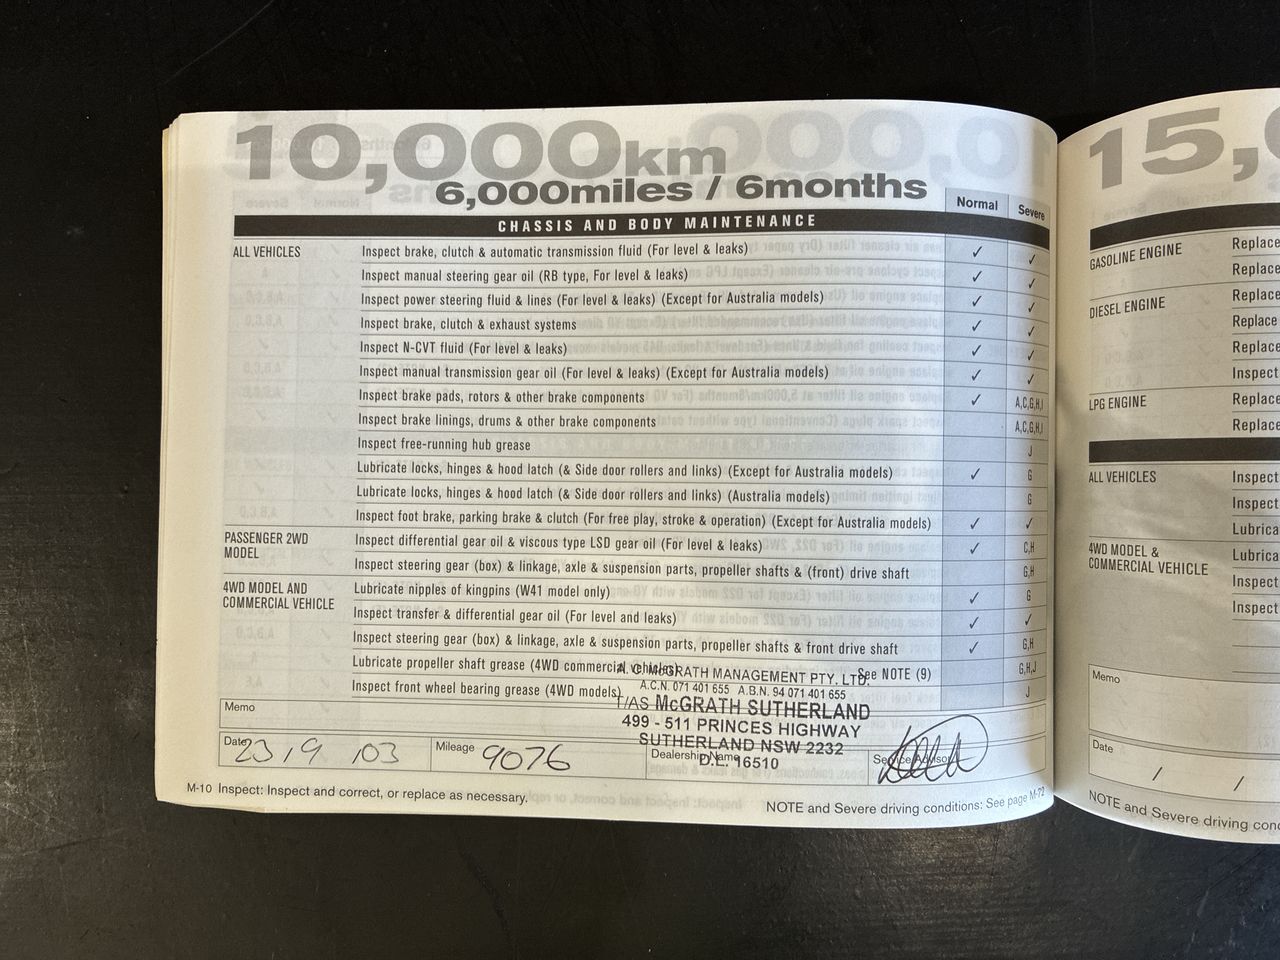 10,000km
6,000miles / 6months
Normal Severe
CHASSIS AND BODY MAINTENANCE
ALL VEHICLES Inspect brake, clutch & automatic transmission fluid (For level & leaks) ✓ ✓
Inspect manual steering gear oil (RB type, For level & leaks) ✓ ✓
Inspect power steering fluid & lines (For level & leaks) (Except for Australia models) ✓ ✓
Inspect brake, clutch & exhaust systems ✓ ✓
Inspect N-CVT fluid (For level & leaks) ✓ ✓
Inspect manual transmission gear oil (For level & leaks) (Except for Australia models) ✓ ✓
Inspect brake pads, rotors & other brake components ✓ A,C,G,H,I
Inspect brake linings, drums & other brake components A,C,G,H,I
Inspect free-running hub grease J
Lubricate locks, hinges & hood latch (& Side door rollers and links) (Except for Australia models) ✓ G
Lubricate locks, hinges & hood latch (& Side door rollers and links) (Australia models) G
Inspect foot brake, parking brake & clutch (For free play, stroke & operation) (Except for Australia models) ✓ ✓
PASSENGER 2WD MODEL Inspect differential gear oil & viscous type LSD gear oil (For level & leaks) ✓ C,H
Inspect steering gear (box) & linkage, axle & suspension parts, propeller shafts & (front) drive shaft G,H
4WD MODEL AND COMMERCIAL VEHICLE Lubricate nipples of kingpins (W41 model only) ✓ G
Inspect transfer & differential gear oil (For level and leaks) ✓ ✓
Inspect steering gear (box) & linkage, axle & suspension parts, propeller shafts & front drive shaft ✓ G,H
Lubricate propeller shaft grease (4WD commercial vehicles) See NOTE (9) G,H,J
Inspect front wheel bearing grease (4WD models) J
A. C. McGRATH MANAGEMENT PTY. LTD.
A.C.N. 071 401 655 A.B.N. 94 071 401 655
T/AS McGRATH SUTHERLAND
499 - 511 PRINCES HIGHWAY
SUTHERLAND NSW 2232
D.L. 16510
Memo
Date 23/9/03 Mileage 9076 Dealership Name Service Advisor
M-10 Inspect: Inspect and correct, or replace as necessary.
NOTE and Severe driving conditions: See page M-72
15,
GASOLINE ENGINE Replace
Replace
DIESEL ENGINE Replace
Replace
Replace
Inspect
LPG ENGINE Replace
Replace
ALL VEHICLES Inspect
Inspect
Lubrica
4WD MODEL & COMMERCIAL VEHICLE Lubrica
Inspect
Inspect
Memo
Date / /
NOTE and Severe driving cond